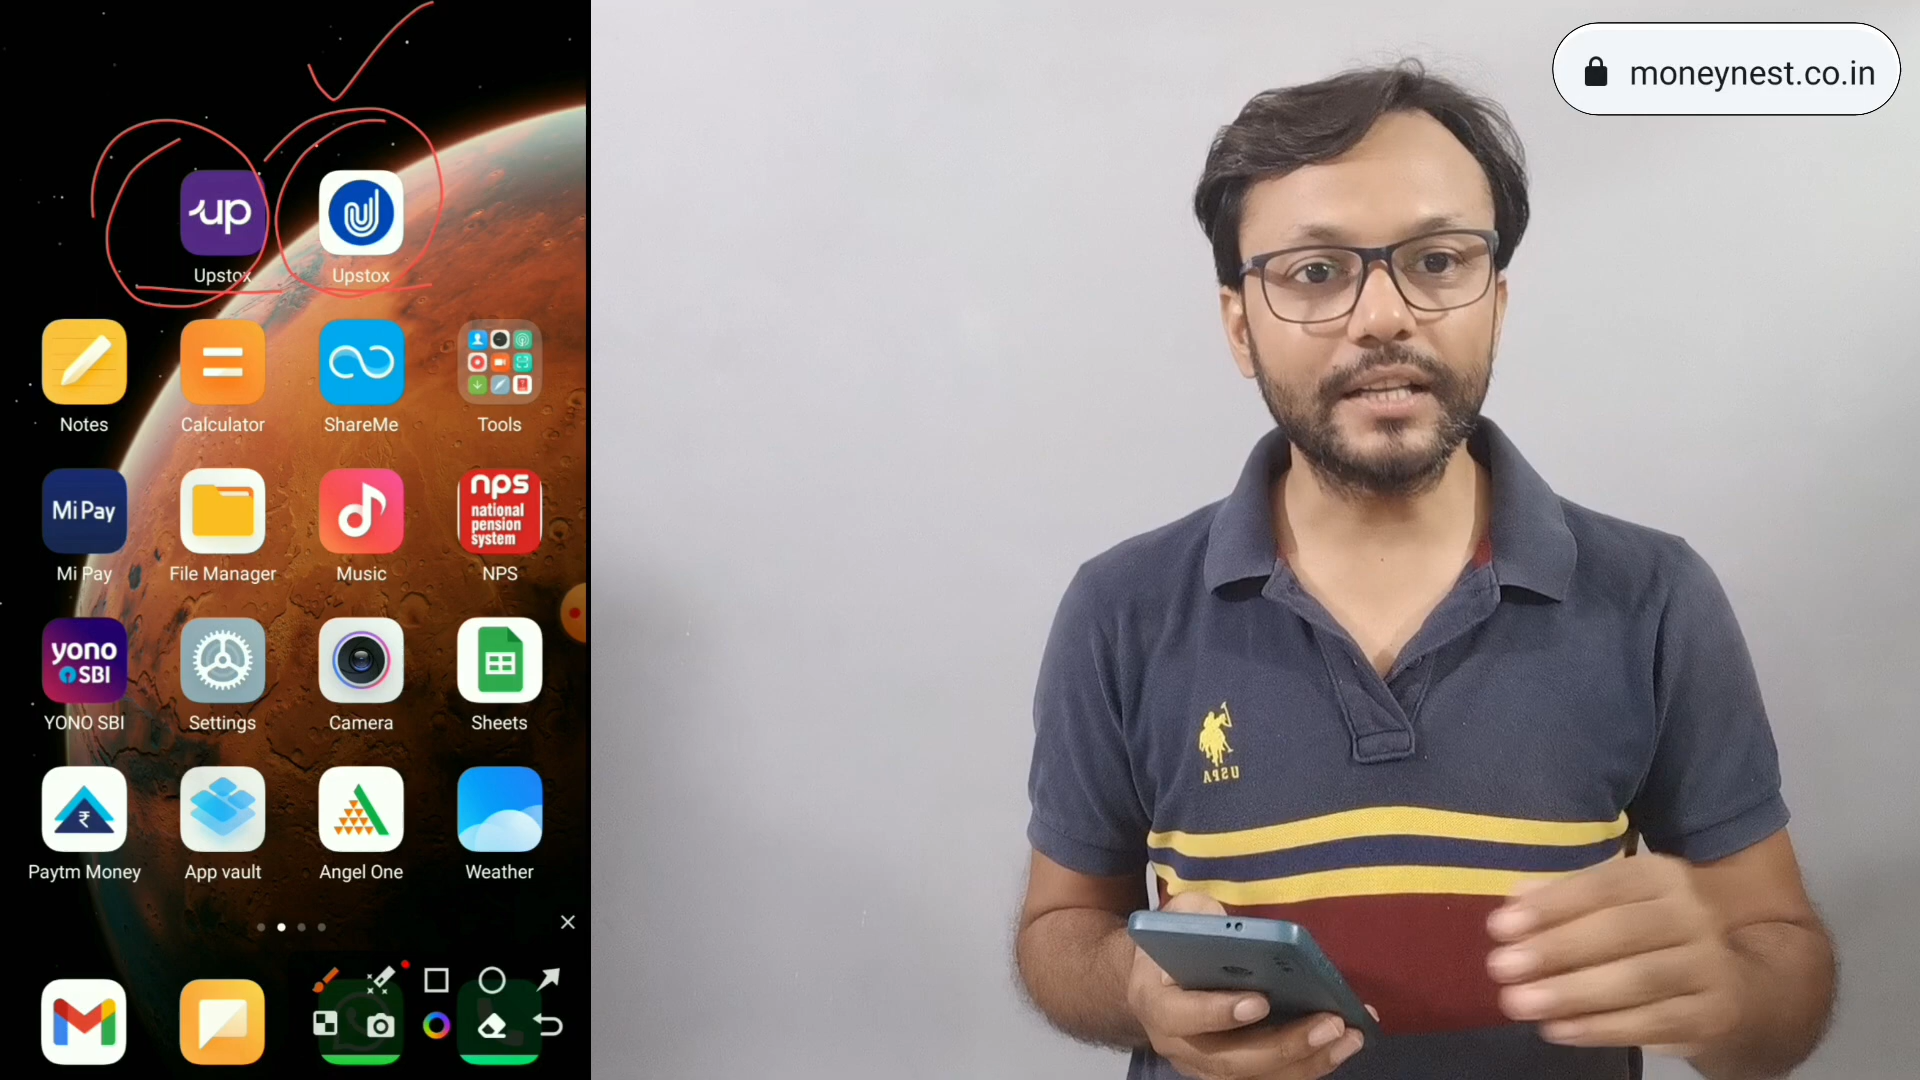 moneynest.co.in
up
Upstox
Upstox
Notes
Calculator
ShareMe
Tools
Mi Pay
nps
national
pension
system
Mi Pay
File Manager
Music
NPS
yono
SBI
YONO SBI
Settings
Camera
Sheets
₹
Paytm Money
App vault
Angel One
Weather
USPA